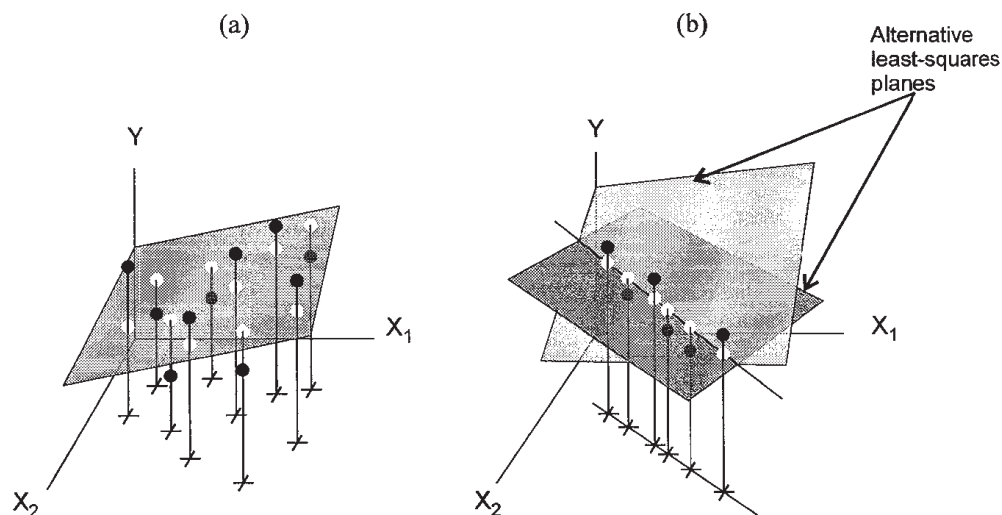 (a)
(b)
Alternative
least-squares
planes
Y
X₁
X₂
Y
X₁
X₂